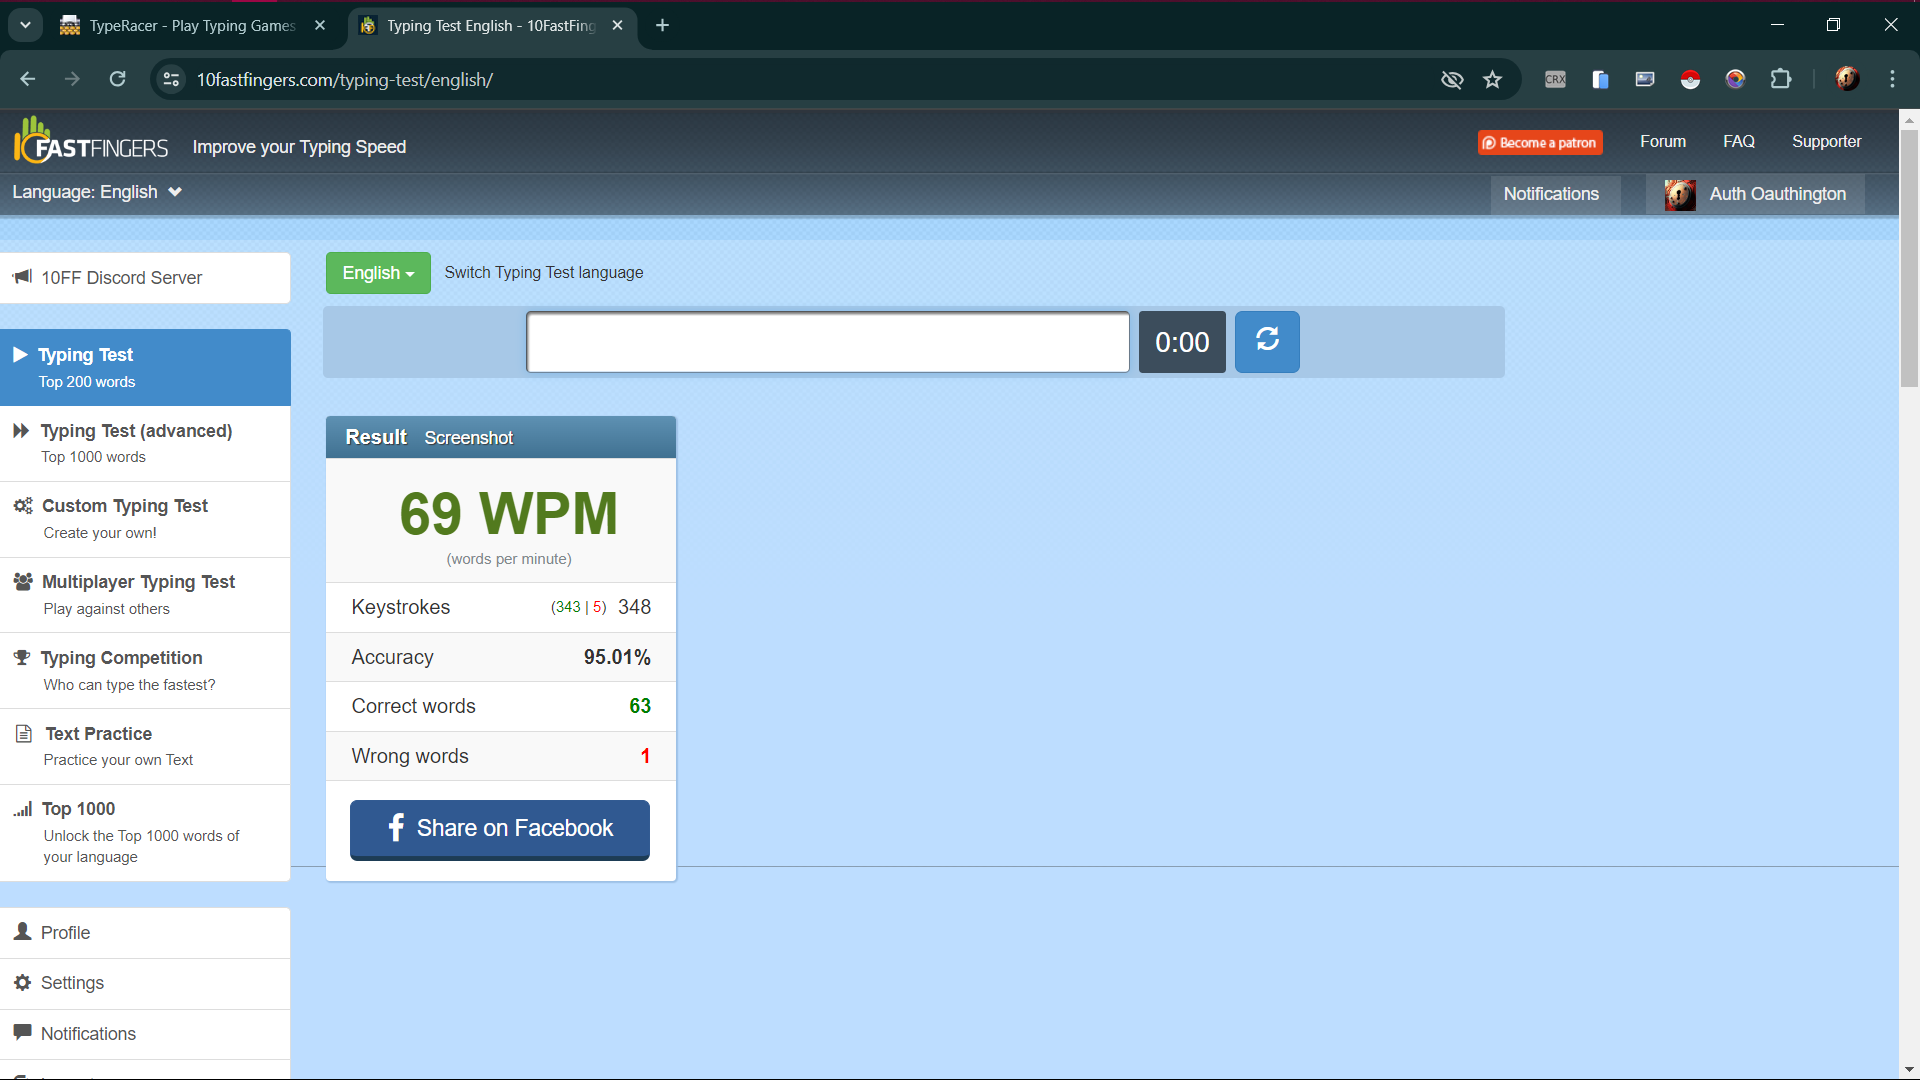 TypeRacer - Play Typing Games
Typing Test English - 10FastFing
10fastfingers.com/typing-test/english/
CRX
10FASTFINGERS
Improve your Typing Speed
Become a patron
Forum
FAQ
Supporter
Language: English
Notifications
Auth Oauthington
10FF Discord Server
Typing Test
Top 200 words
Typing Test (advanced)
Top 1000 words
Custom Typing Test
Create your own!
Multiplayer Typing Test
Play against others
Typing Competition
Who can type the fastest?
Text Practice
Practice your own Text
Top 1000
Unlock the Top 1000 words of
your language
Profile
Settings
Notifications
English
Switch Typing Test language
0:00
Result Screenshot
69 WPM
(words per minute)
Keystrokes (343 | 5) 348
Accuracy 95.01%
Correct words 63
Wrong words 1
Share on Facebook